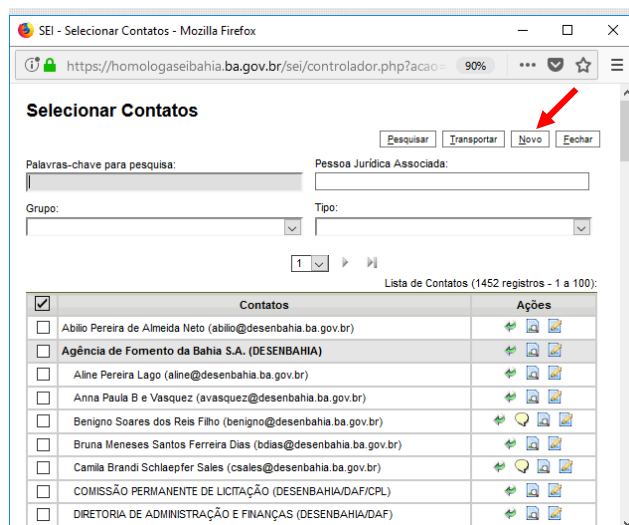 SEI - Selecionar Contatos - Mozilla Firefox
https://homologaseibahia.ba.gov.br/sei/controlador.php?acao= 90%
Selecionar Contatos
Pesquisar Transportar Novo Fechar
Palavras-chave para pesquisa: Pessoa Jurídica Associada:
Grupo: Tipo:
1
Lista de Contatos (1452 registros - 1 a 100):
Contatos Ações
Abilio Pereira de Almeida Neto (abilio@desenbahia.ba.gov.br)
Agência de Fomento da Bahia S.A. (DESENBAHIA)
Aline Pereira Lago (aline@desenbahia.ba.gov.br)
Anna Paula B e Vasquez (avasquez@desenbahia.ba.gov.br)
Benigno Soares dos Reis Filho (benigno@desenbahia.ba.gov.br)
Bruna Meneses Santos Ferreira Dias (bdias@desenbahia.ba.gov.br)
Camila Brandi Schlaepfer Sales (csales@desenbahia.ba.gov.br)
COMISSÃO PERMANENTE DE LICITAÇÃO (DESENBAHIA/DAF/CPL)
DIRETORIA DE ADMINISTRAÇÃO E FINANÇAS (DESENBAHIA/DAF)